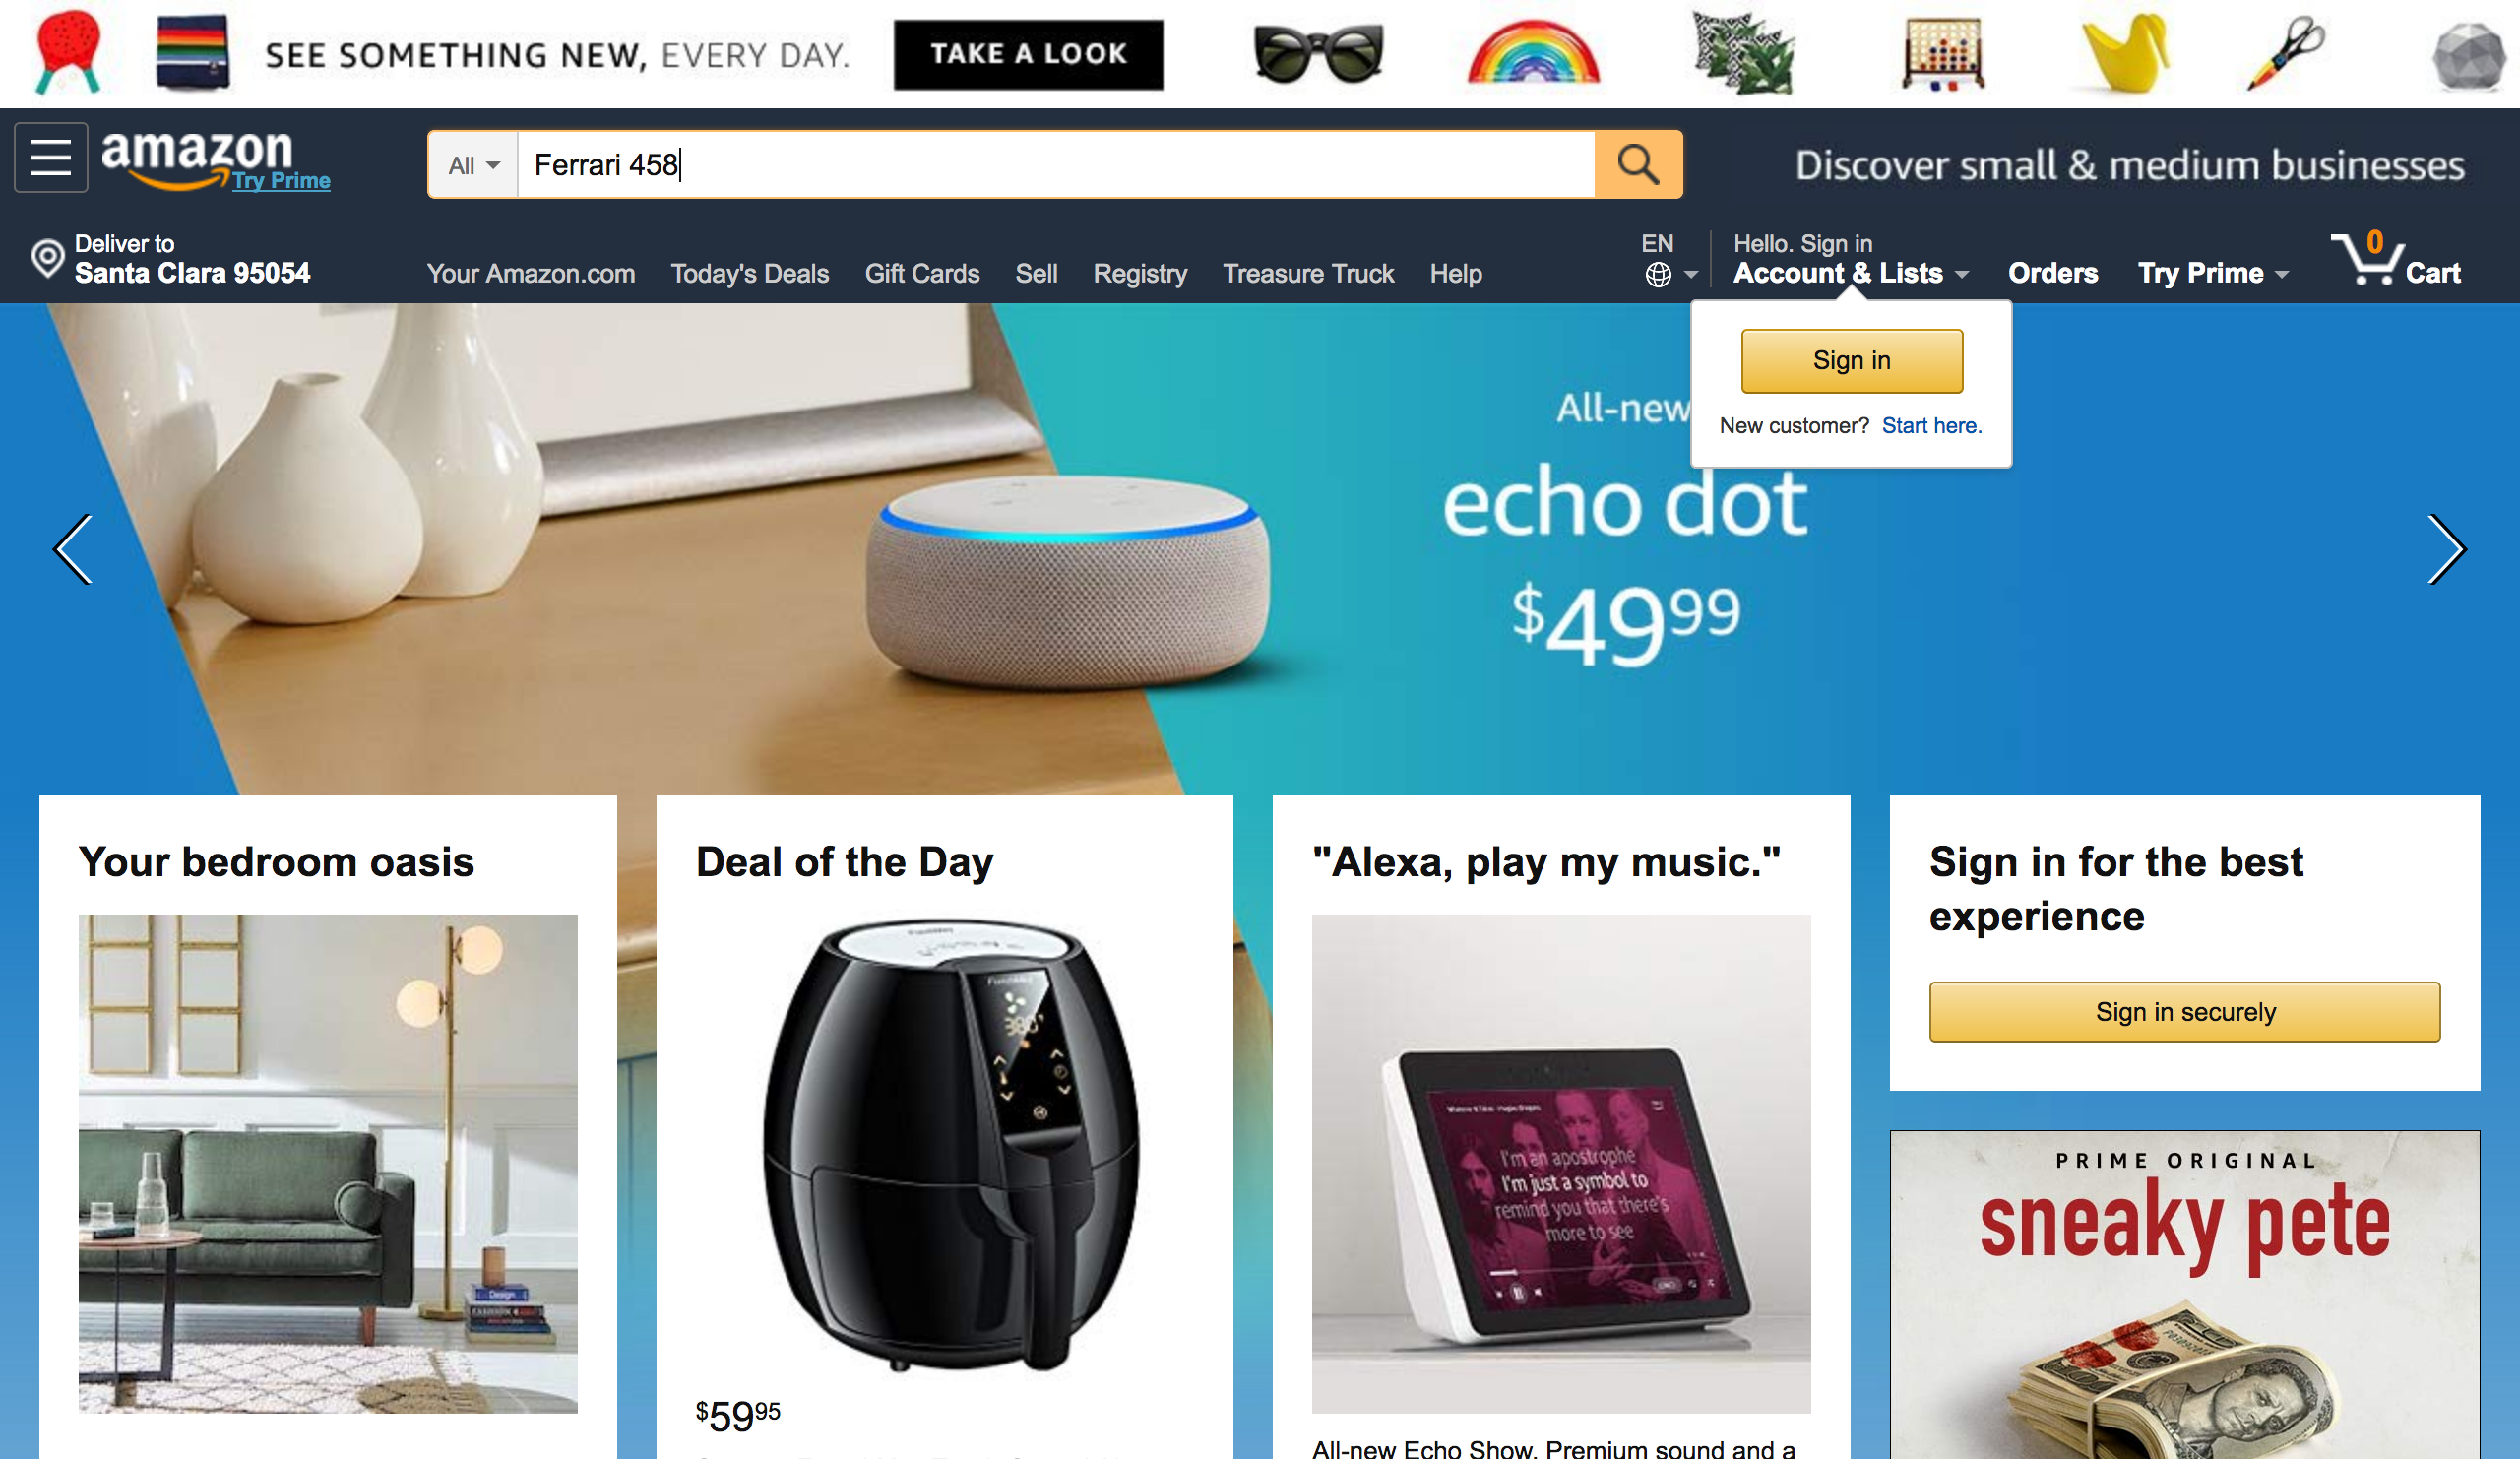 SEE SOMETHING NEW, EVERY DAY.
TAKE A LOOK
amazon
Try Prime
All
Ferrari 458
Discover small & medium businesses
Deliver to
Santa Clara 95054
Your Amazon.com
Today's Deals
Gift Cards
Sell
Registry
Treasure Truck
Help
EN
Hello. Sign in
Account & Lists
Orders
Try Prime
0
Cart
Sign in
New customer? Start here.
All-new
echo dot
$49 99
Your bedroom oasis
Deal of the Day
"Alexa, play my music."
Sign in for the best
experience
Sign in securely
Design
380
I'm an apostrophe
I'm just a symbol to
remind you that there's
more to see
PRIME ORIGINAL
sneaky pete
$59 95
All-new Echo Show. Premium sound and a